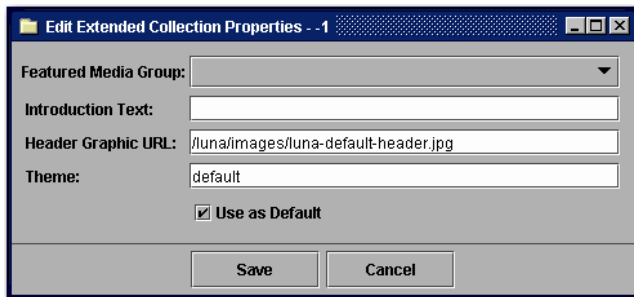 Edit Extended Collection Properties - -1
Featured Media Group:
Introduction Text:
Header Graphic URL: /luna/images/luna-default-header.jpg
Theme: default
Use as Default
Save Cancel